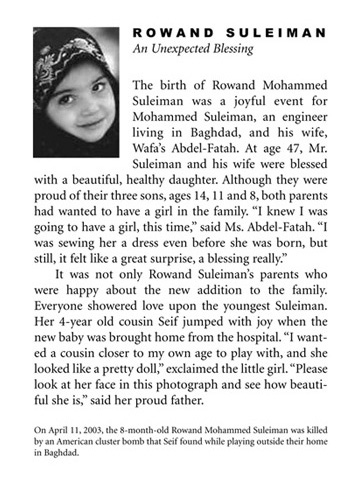 ROWAND SULEIMAN
An Unexpected Blessing
The birth of Rowand Mohammed
Suleiman was a joyful event for
Mohammed Suleiman, an engineer
living in Baghdad, and his wife,
Wafa’s Abdel-Fatah. At age 47, Mr.
Suleiman and his wife were blessed
with a beautiful, healthy daughter. Although they were
proud of their three sons, ages 14, 11 and 8, both parents
had wanted to have a girl in the family. “I knew I was
going to have a girl, this time,” said Ms. Abdel-Fatah. “I
was sewing her a dress even before she was born, but
still, it felt like a great surprise, a blessing really.”
It was not only Rowand Suleiman’s parents who
were happy about the new addition to the family.
Everyone showered love upon the youngest Suleiman.
Her 4-year old cousin Seif jumped with joy when the
new baby was brought home from the hospital. “I want-
ed a cousin closer to my own age to play with, and she
looked like a pretty doll,” exclaimed the little girl. “Please
look at her face in this photograph and see how beauti-
ful she is,” said her proud father.
On April 11, 2003, the 8-month-old Rowand Mohammed Suleiman was killed
by an American cluster bomb that Seif found while playing outside their home
in Baghdad.